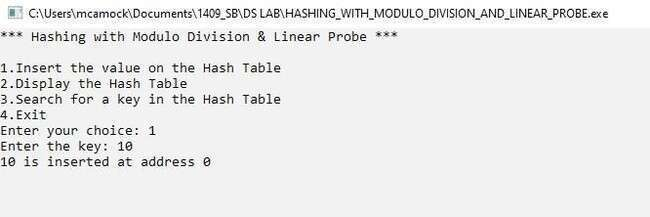 C:\Users\mcamock\Documents\1409_SB\DS LAB\HASHING_WITH_MODULO_DIVISION_AND_LINEAR_PROBE.exe
*** Hashing with Modulo Division & Linear Probe ***
1.Insert the value on the Hash Table
2.Display the Hash Table
3.Search for a key in the Hash Table
4.Exit
Enter your choice: 1
Enter the key: 10
10 is inserted at address 0